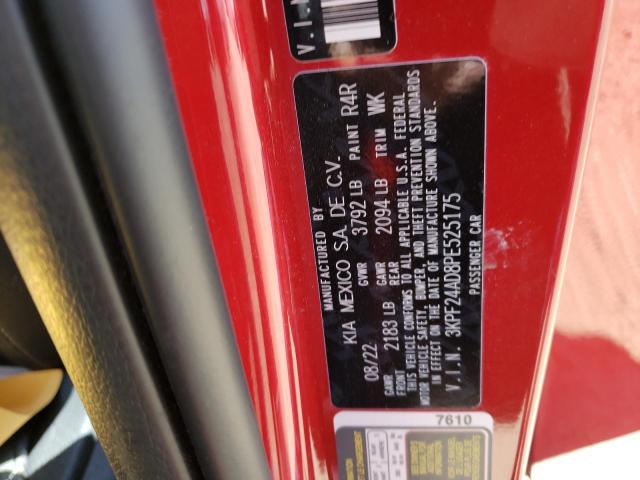 V.I.N
MANUFACTURED BY
KIA MEXICO S.A. DE C.V.
08/22 GVWR 3792 LB PAINT R4R
GAWR FRONT 2183 LB GAWR REAR 2094 LB TRIM WK
THIS VEHICLE CONFORMS TO ALL APPLICABLE U.S.A. FEDERAL
MOTOR VEHICLE SAFETY, BUMPER, AND THEFT PREVENTION STANDARDS
IN EFFECT ON THE DATE OF MANUFACTURE SHOWN ABOVE.
V.I.N. 3KPF24AD8PE525175
PASSENGER CAR
7610